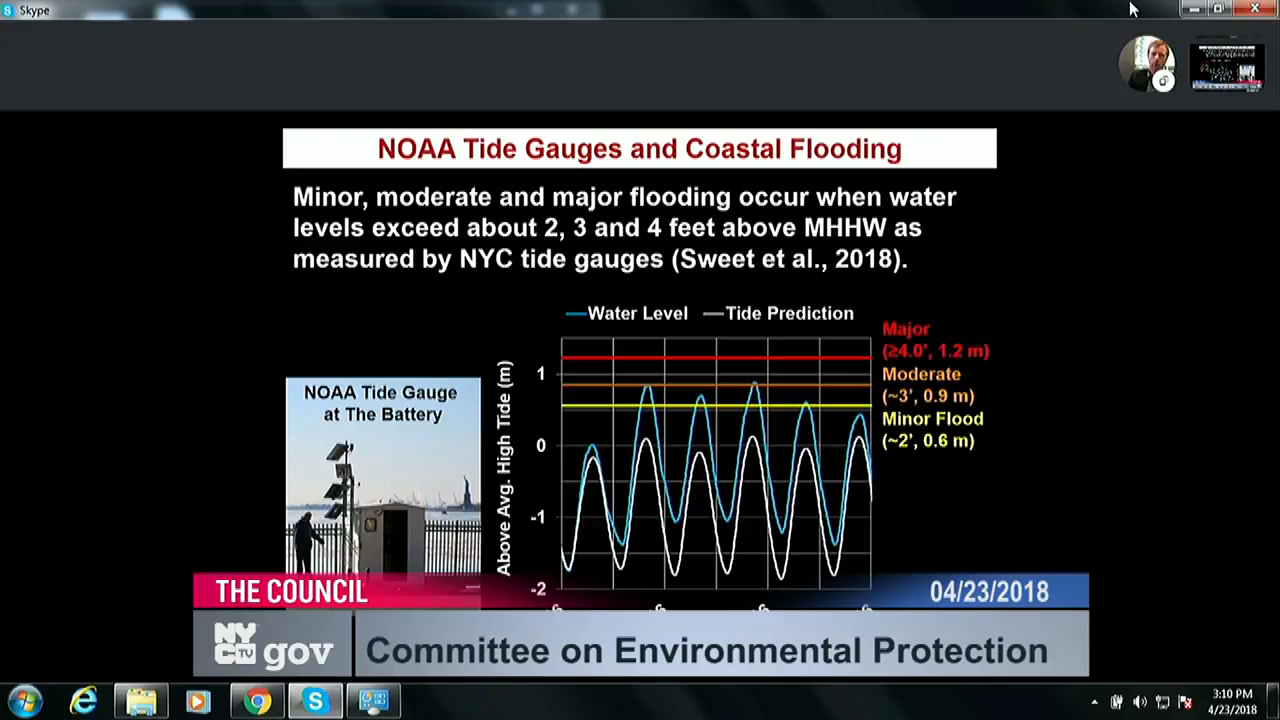 Skype
NOAA Tide Gauges and Coastal Flooding
Minor, moderate and major flooding occur when water
levels exceed about 2, 3 and 4 feet above MHHW as
measured by NYC tide gauges (Sweet et al., 2018).
Water Level
Tide Prediction
Major
(≥4.0', 1.2 m)
Moderate
(~3', 0.9 m)
Minor Flood
(~2', 0.6 m)
Above Avg. High Tide (m)
1
0
-1
-2
NOAA Tide Gauge
at The Battery
THE COUNCIL
04/23/2018
NYC TV gov
Committee on Environmental Protection
3:10 PM
4/23/2018